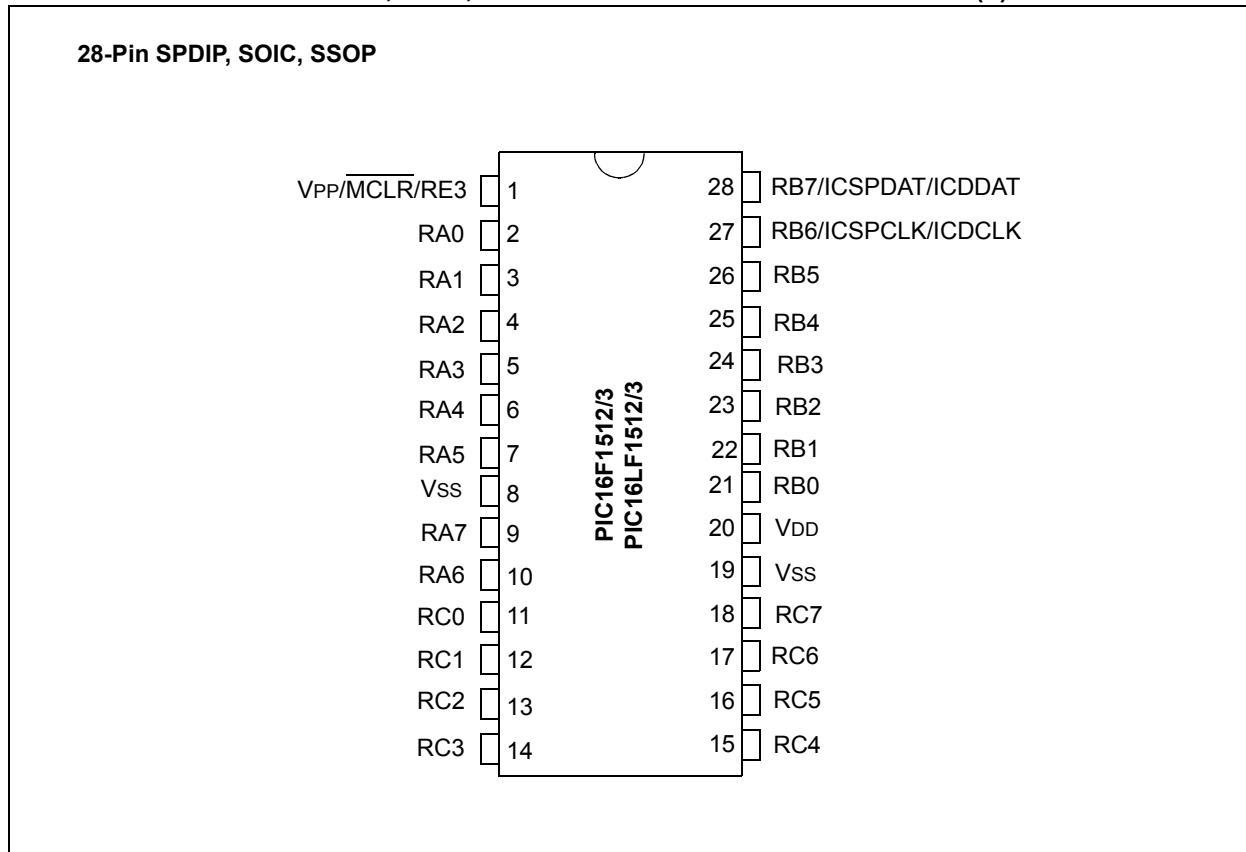 28-Pin SPDIP, SOIC, SSOP
VPP/MCLR/RE3 1 28 RB7/ICSPDAT/ICDDAT
RA0 2 27 RB6/ICSPCLK/ICDCLK
RA1 3 26 RB5
RA2 4 25 RB4
RA3 5 24 RB3
RA4 6 23 RB2
RA5 7 22 RB1
VSS 8 21 RB0
RA7 9 20 VDD
RA6 10 19 VSS
RC0 11 18 RC7
RC1 12 17 RC6
RC2 13 16 RC5
RC3 14 15 RC4
PIC16F1512/3
PIC16LF1512/3